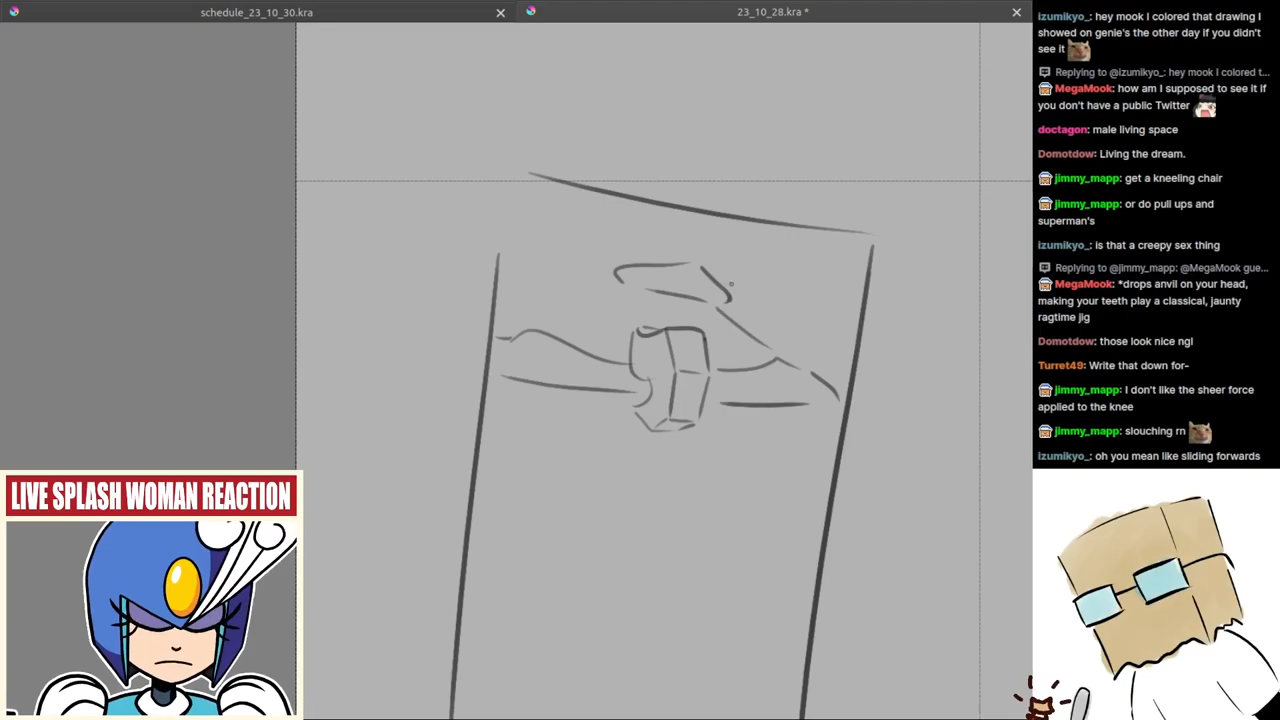 schedule_23_10_30.kra
23_10_28.kra *
izumikyo_: hey mook I colored that drawing I
showed on genie's the other day if you didn't
see it
Replying to @izumikyo_: hey mook I colored t...
MegaMook: how am I supposed to see it if
you don't have a public Twitter
doctagon: male living space
Domotdow: Living the dream.
jimmy_mapp: get a kneeling chair
jimmy_mapp: or do pull ups and
superman's
izumikyo_: is that a creepy sex thing
Replying to @jimmy_mapp: @MegaMook gue...
MegaMook: *drops anvil on your head,
making your teeth play a classical, jaunty
ragtime jig
Domotdow: those look nice ngl
Turret49: Write that down for-
jimmy_mapp: I don't like the sheer force
applied to the knee
jimmy_mapp: slouching rn
izumikyo_: oh you mean like sliding forwards
LIVE SPLASH WOMAN REACTION